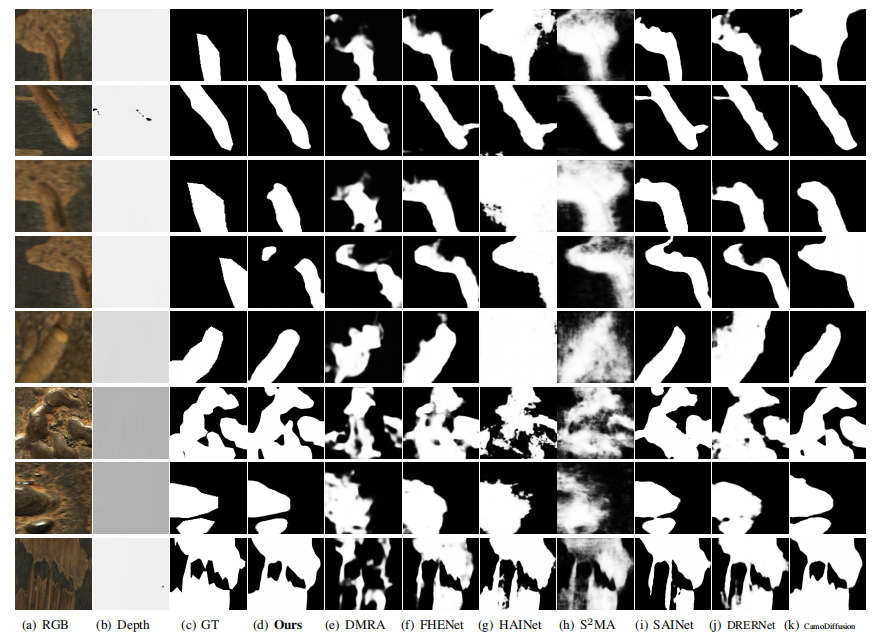 (a) RGB (b) Depth (c) GT (d) Ours (e) DMRA (f) FHENet (g) HAINet (h) S²MA (i) SAINet (j) DRERNet (k) CamoDiffusion